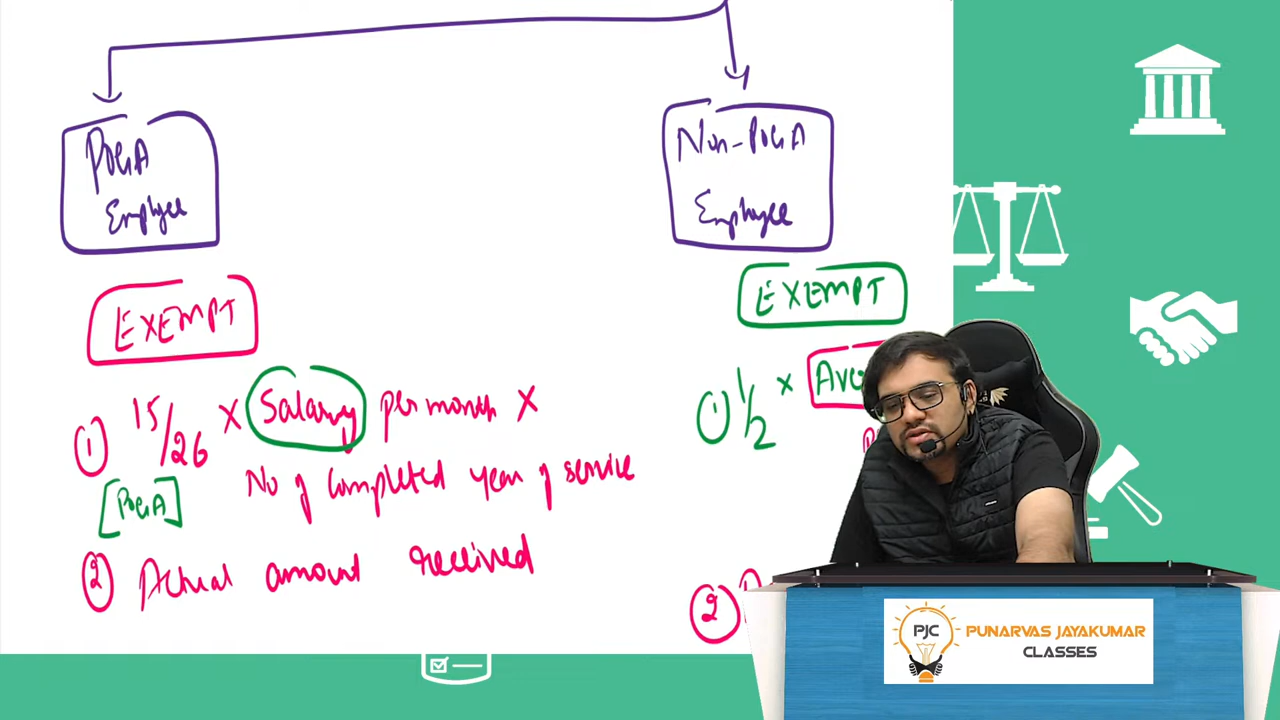 POGA
Employee
Non-POGA
Employee
EXEMPT
EXEMPT
① 15/26 × Salary per month ×
No of completed year of service
[POGA]
② Actual amount received
① 1/2 ×
②
PJC
PUNARVAS JAYAKUMAR
CLASSES